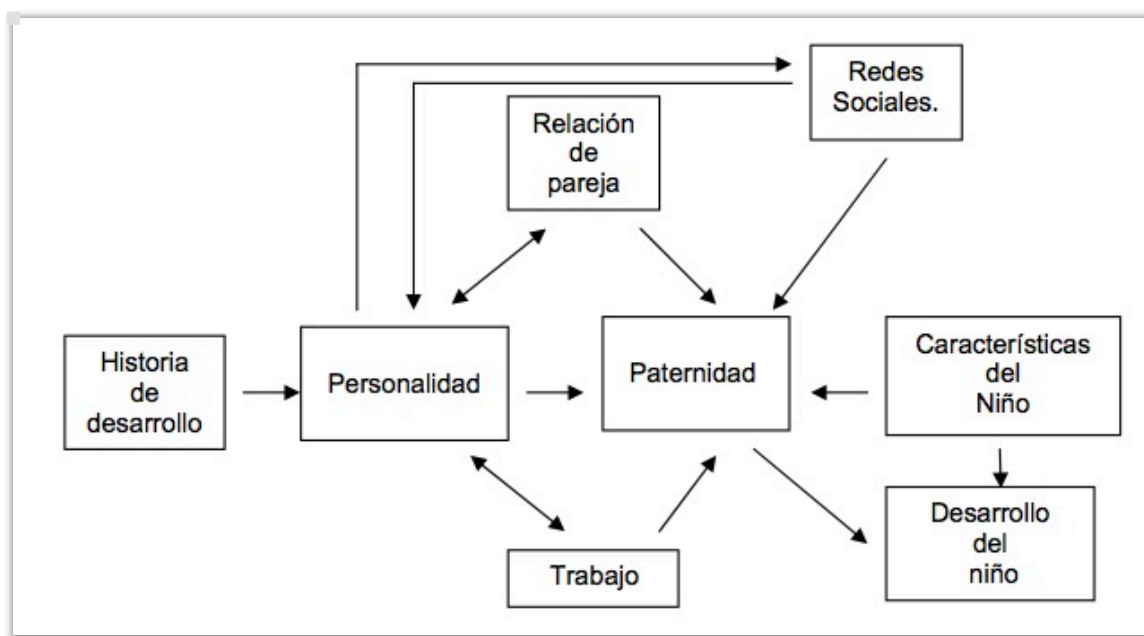 Redes
Sociales.
Relación
de
pareja
Historia
de
desarrollo
Personalidad
Paternidad
Características
del
Niño
Trabajo
Desarrollo
del
niño